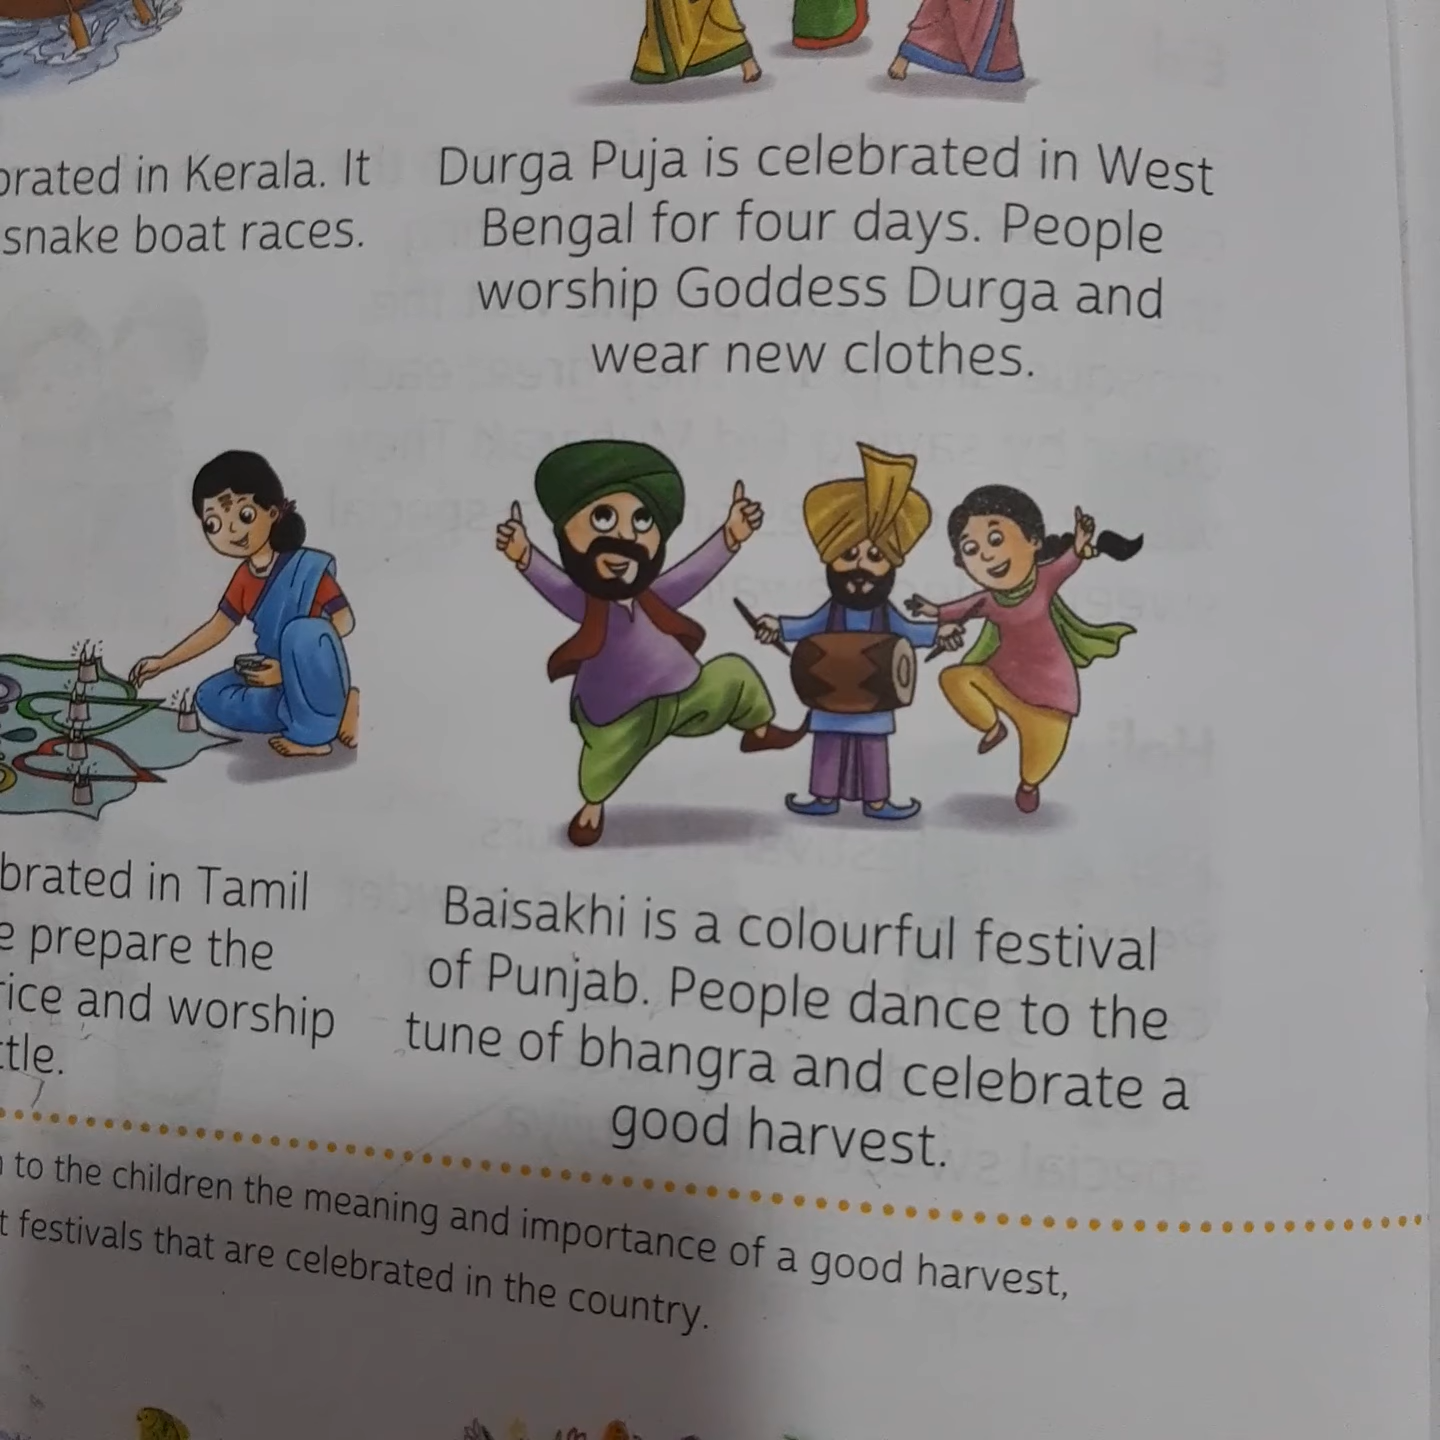 brated in Kerala. It
snake boat races.
Durga Puja is celebrated in West
Bengal for four days. People
worship Goddess Durga and
wear new clothes.
brated in Tamil
prepare the
rice and worship
Baisakhi is a colourful festival
of Punjab. People dance to the
tune of bhangra and celebrate a
good harvest.
to the children the meaning and importance of a good harvest,
festivals that are celebrated in the country.